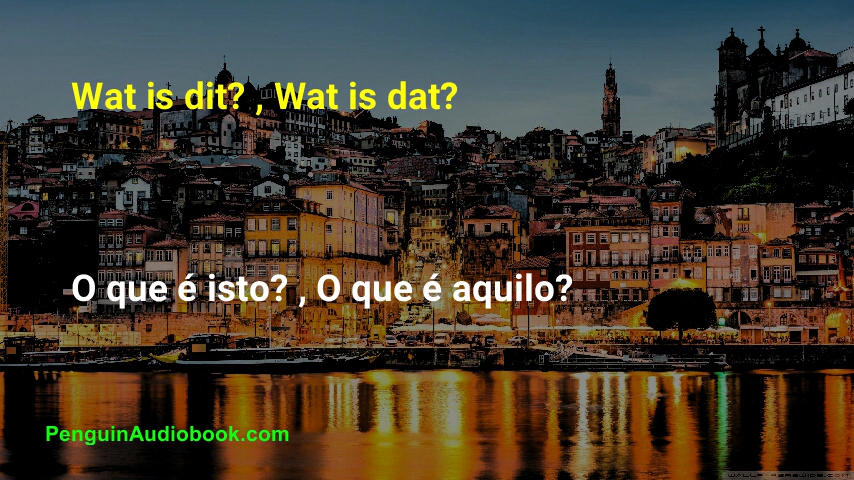 Wat is dit? , Wat is dat?
O que é isto? , O que é aquilo?
PenguinAudiobook.com